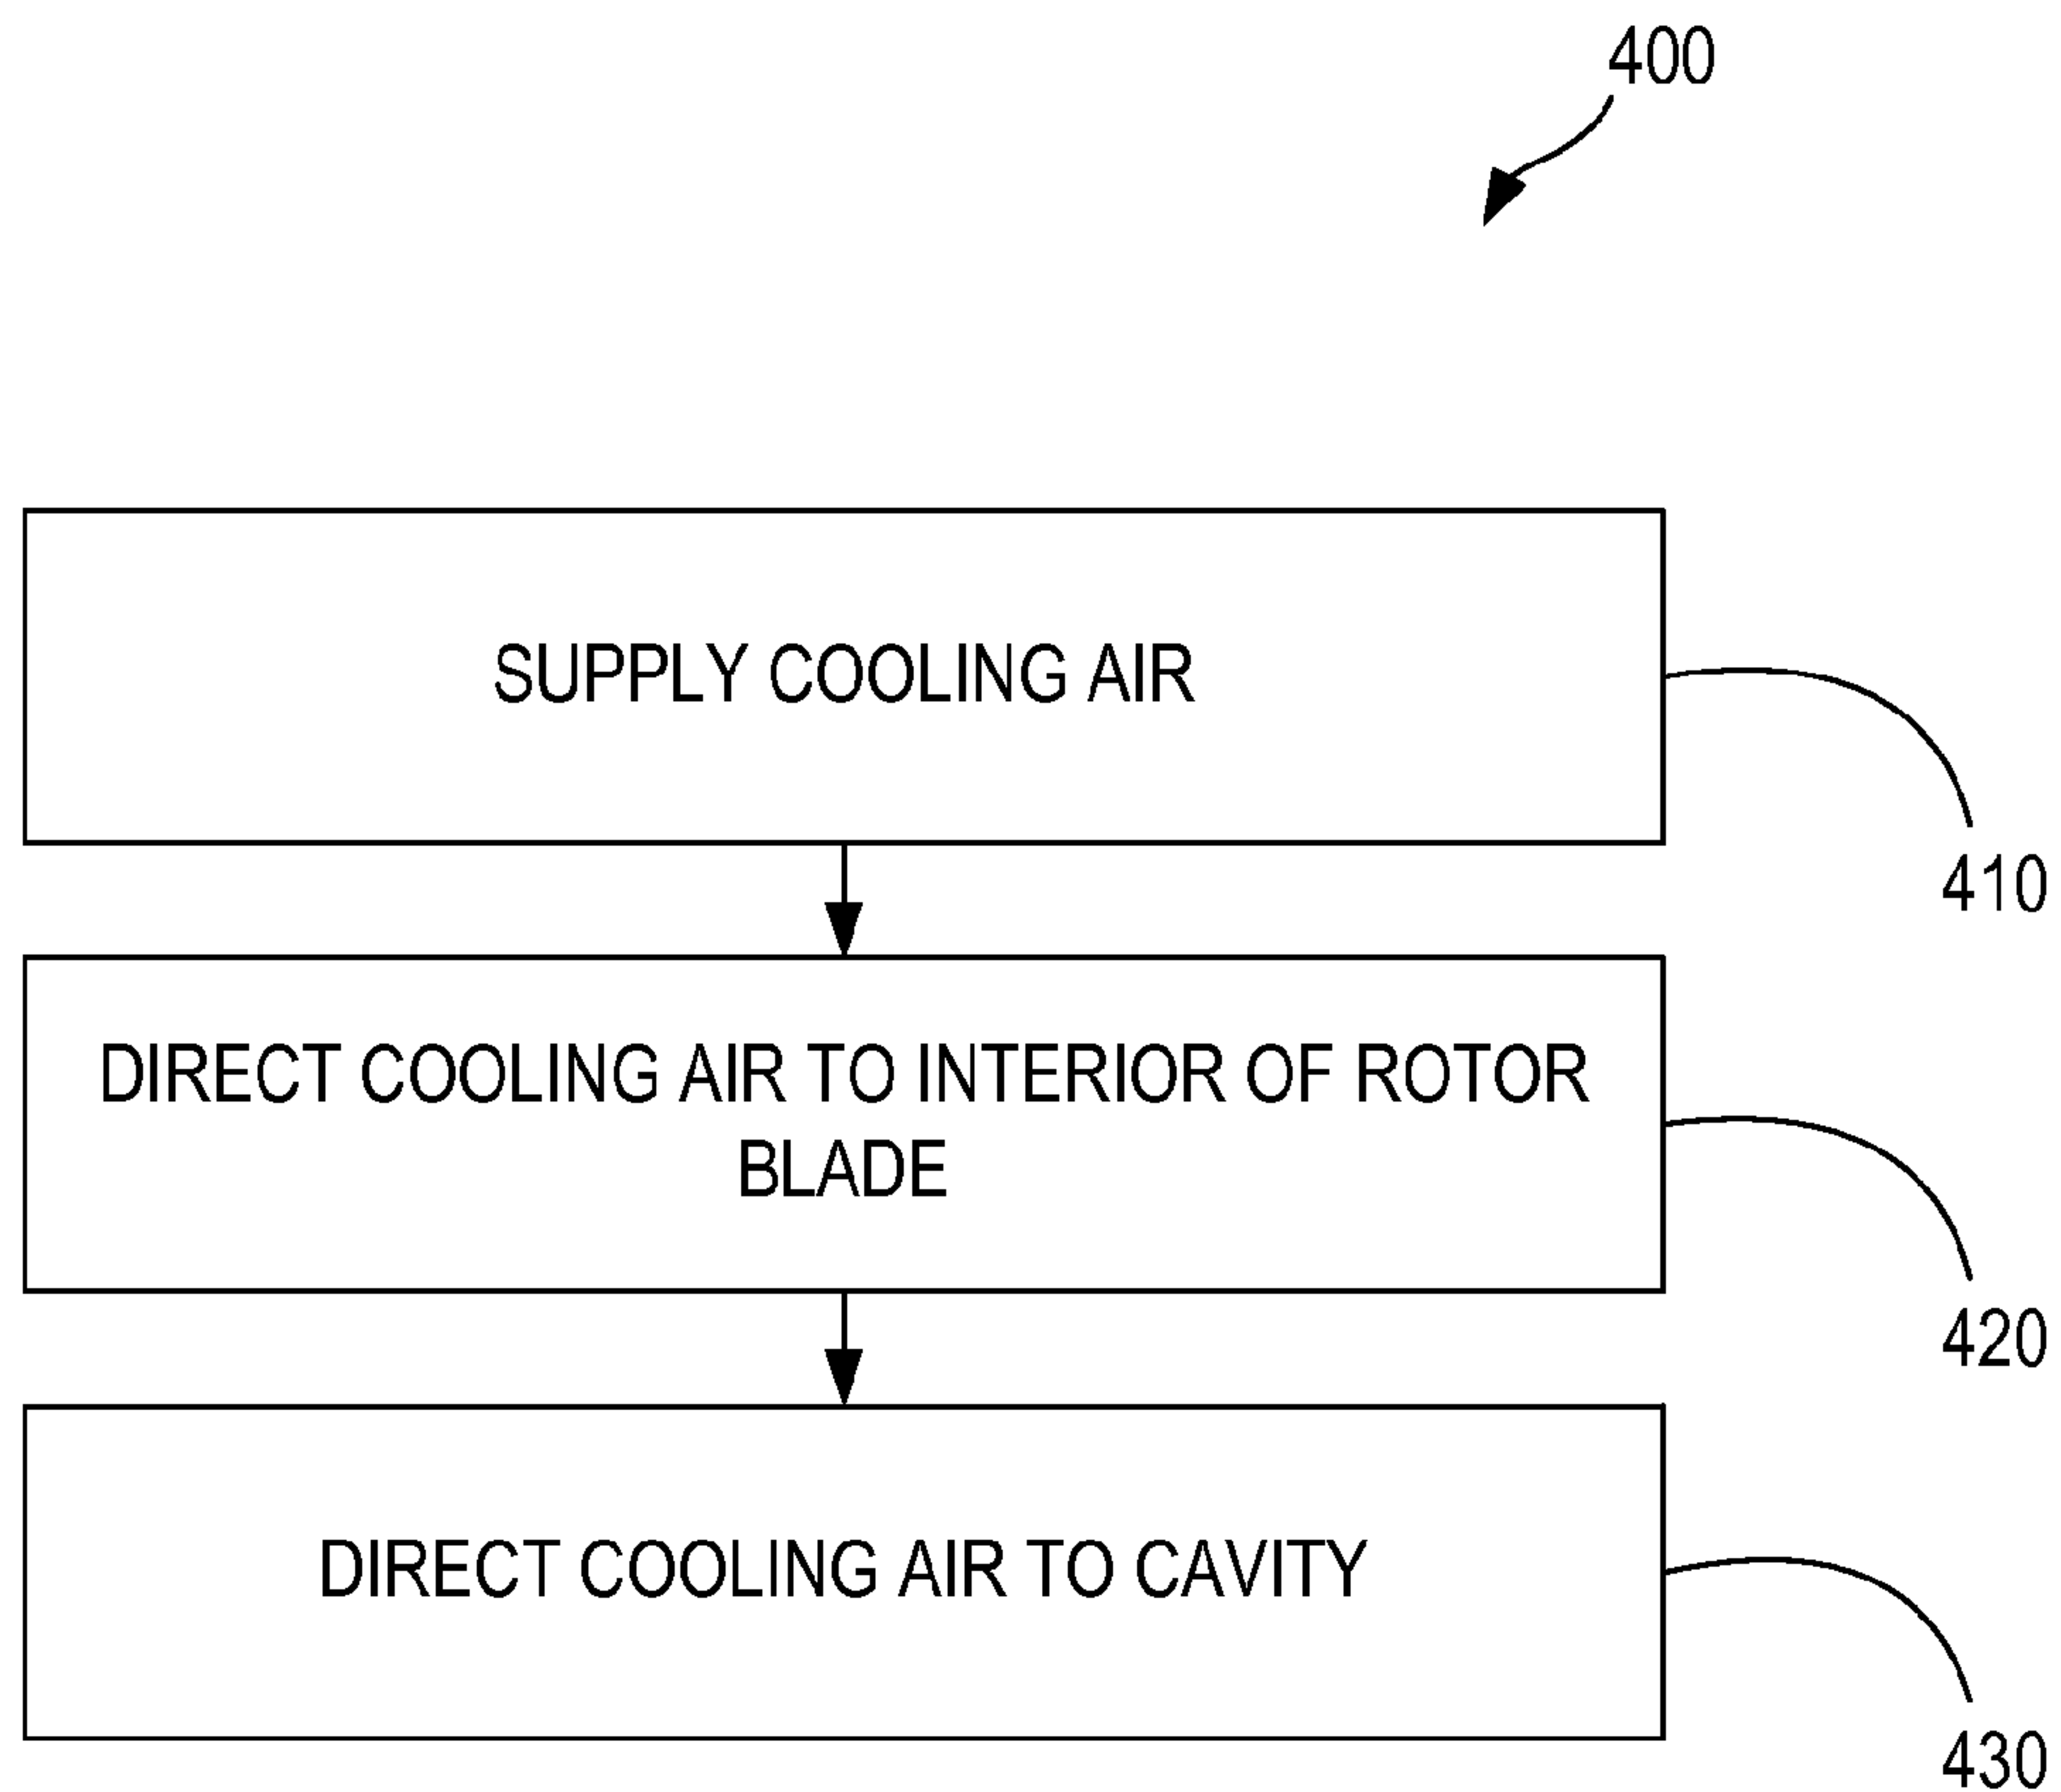 400
SUPPLY COOLING AIR
410
DIRECT COOLING AIR TO INTERIOR OF ROTOR
BLADE
420
DIRECT COOLING AIR TO CAVITY
430